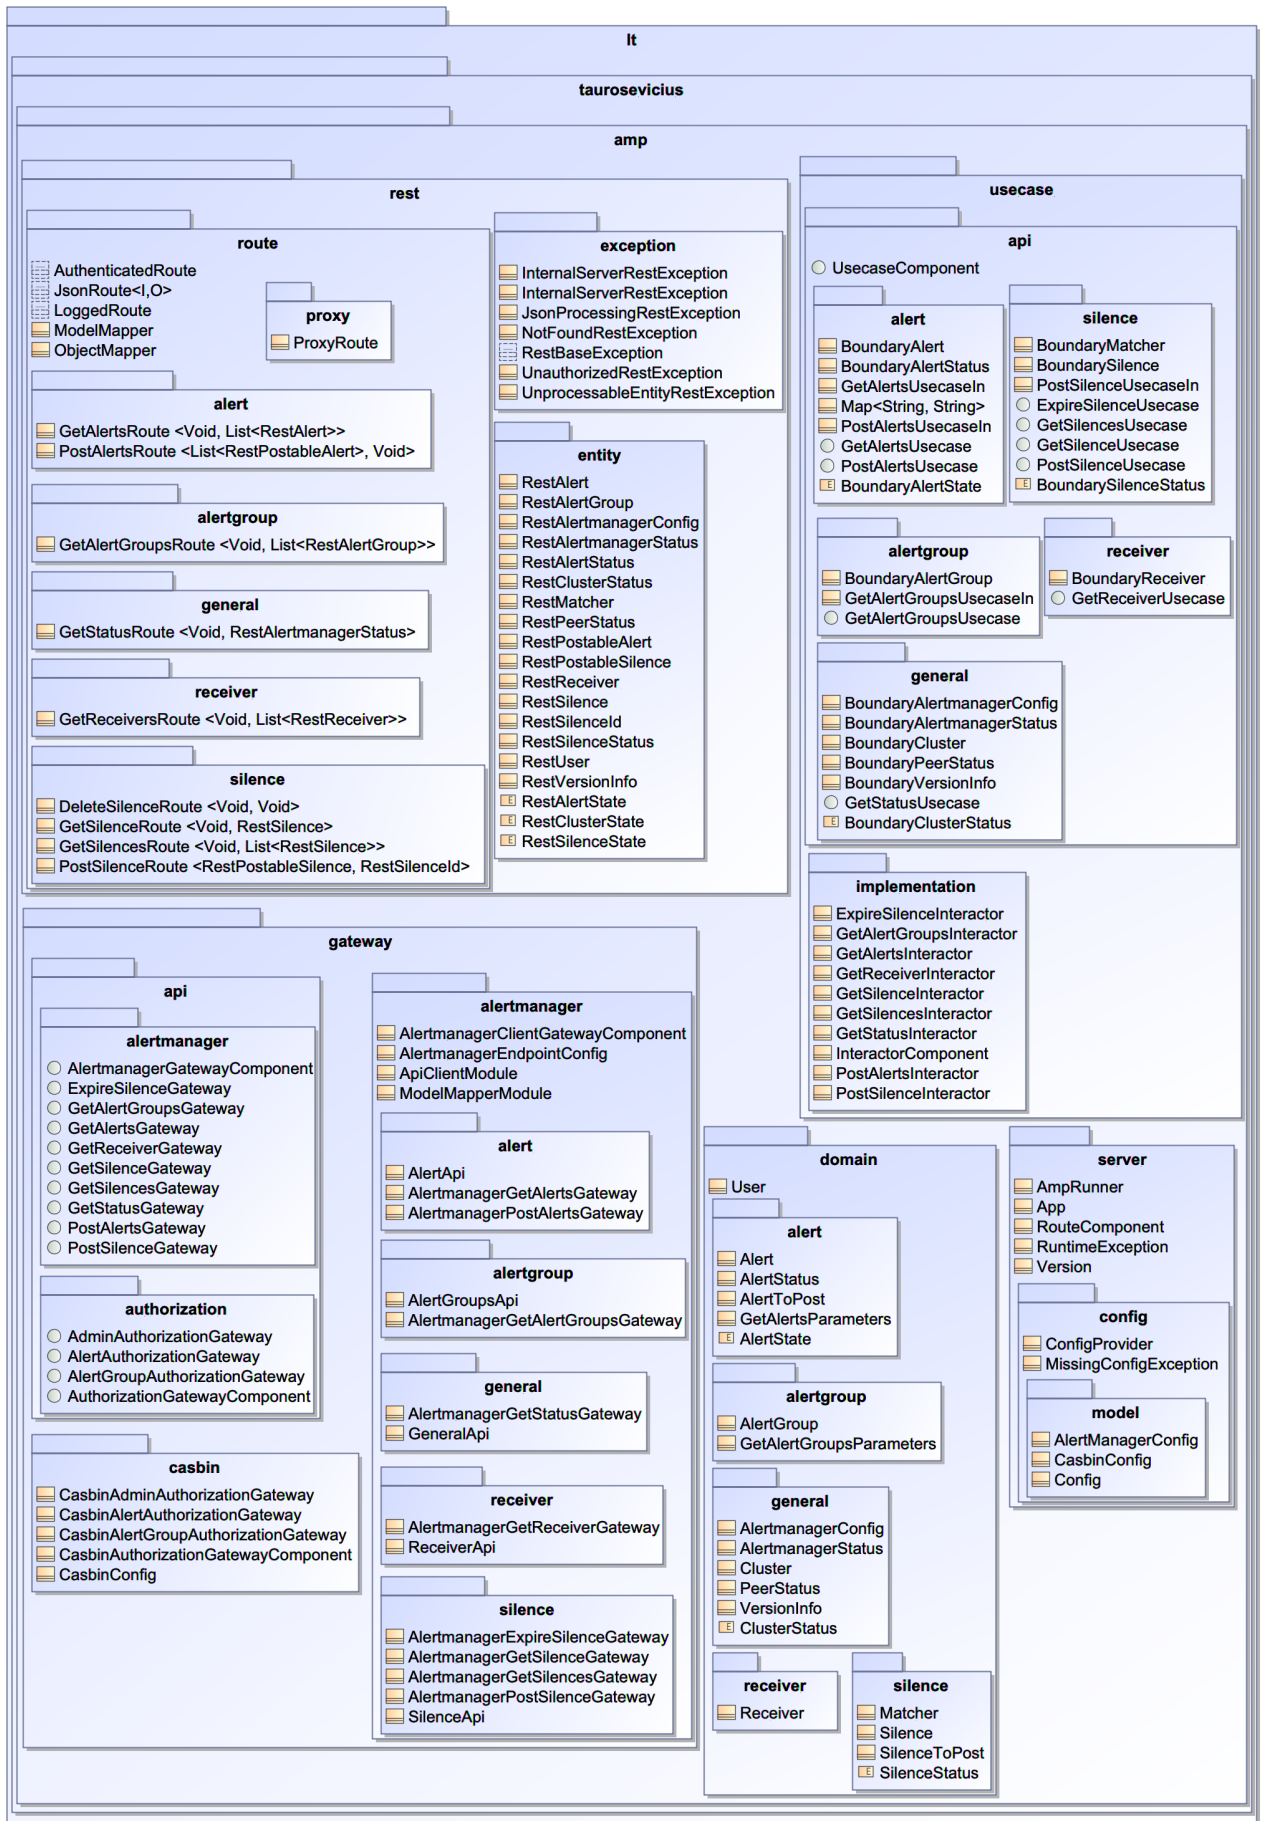 lt
taurosevicius
amp
rest
route
AuthenticatedRoute
JsonRoute<I,O>
LoggedRoute
ModelMapper
ObjectMapper
proxy
ProxyRoute
alert
GetAlertsRoute <Void, List<RestAlert>>
PostAlertsRoute <List<RestPostableAlert>, Void>
alertgroup
GetAlertGroupsRoute <Void, List<RestAlertGroup>>
general
GetStatusRoute <Void, RestAlertmanagerStatus>
receiver
GetReceiversRoute <Void, List<RestReceiver>>
silence
DeleteSilenceRoute <Void, Void>
GetSilenceRoute <Void, RestSilence>
GetSilencesRoute <Void, List<RestSilence>>
PostSilenceRoute <RestPostableSilence, RestSilenceId>
exception
InternalServerRestException
InternalServerRestException
JsonProcessingRestException
NotFoundRestException
RestBaseException
UnauthorizedRestException
UnprocessableEntityRestException
entity
RestAlert
RestAlertGroup
RestAlertmanagerConfig
RestAlertmanagerStatus
RestAlertStatus
RestClusterStatus
RestMatcher
RestPeerStatus
RestPostableAlert
RestPostableSilence
RestReceiver
RestSilence
RestSilenceId
RestSilenceStatus
RestUser
RestVersionInfo
E RestAlertState
E RestClusterState
E RestSilenceState
usecase
api
UsecaseComponent
alert
BoundaryAlert
BoundaryAlertStatus
GetAlertsUsecaseIn
Map<String, String>
PostAlertsUsecaseIn
GetAlertsUsecase
PostAlertsUsecase
E BoundaryAlertState
silence
BoundaryMatcher
BoundarySilence
PostSilenceUsecaseIn
ExpireSilenceUsecase
GetSilencesUsecase
GetSilenceUsecase
PostSilenceUsecase
E BoundarySilenceStatus
alertgroup
BoundaryAlertGroup
GetAlertGroupsUsecaseIn
GetAlertGroupsUsecase
receiver
BoundaryReceiver
GetReceiverUsecase
general
BoundaryAlertmanagerConfig
BoundaryAlertmanagerStatus
BoundaryCluster
BoundaryPeerStatus
BoundaryVersionInfo
GetStatusUsecase
E BoundaryClusterStatus
implementation
ExpireSilenceInteractor
GetAlertGroupsInteractor
GetAlertsInteractor
GetReceiverInteractor
GetSilenceInteractor
GetSilencesInteractor
GetStatusInteractor
InteractorComponent
PostAlertsInteractor
PostSilenceInteractor
gateway
api
alertmanager
AlertmanagerGatewayComponent
ExpireSilenceGateway
GetAlertGroupsGateway
GetAlertsGateway
GetReceiverGateway
GetSilenceGateway
GetSilencesGateway
GetStatusGateway
PostAlertsGateway
PostSilenceGateway
authorization
AdminAuthorizationGateway
AlertAuthorizationGateway
AlertGroupAuthorizationGateway
AuthorizationGatewayComponent
casbin
CasbinAdminAuthorizationGateway
CasbinAlertAuthorizationGateway
CasbinAlertGroupAuthorizationGateway
CasbinAuthorizationGatewayComponent
CasbinConfig
alertmanager
AlertmanagerClientGatewayComponent
AlertmanagerEndpointConfig
ApiClientModule
ModelMapperModule
alert
AlertApi
AlertmanagerGetAlertsGateway
AlertmanagerPostAlertsGateway
alertgroup
AlertGroupsApi
AlertmanagerGetAlertGroupsGateway
general
AlertmanagerGetStatusGateway
GeneralApi
receiver
AlertmanagerGetReceiverGateway
ReceiverApi
silence
AlertmanagerExpireSilenceGateway
AlertmanagerGetSilenceGateway
AlertmanagerGetSilencesGateway
AlertmanagerPostSilenceGateway
SilenceApi
domain
User
alert
Alert
AlertStatus
AlertToPost
GetAlertsParameters
E AlertState
alertgroup
AlertGroup
GetAlertGroupsParameters
general
AlertmanagerConfig
AlertmanagerStatus
Cluster
PeerStatus
VersionInfo
E ClusterStatus
receiver
Receiver
silence
Matcher
Silence
SilenceToPost
E SilenceStatus
server
AmpRunner
App
RouteComponent
RuntimeException
Version
config
ConfigProvider
MissingConfigException
model
AlertManagerConfig
CasbinConfig
Config